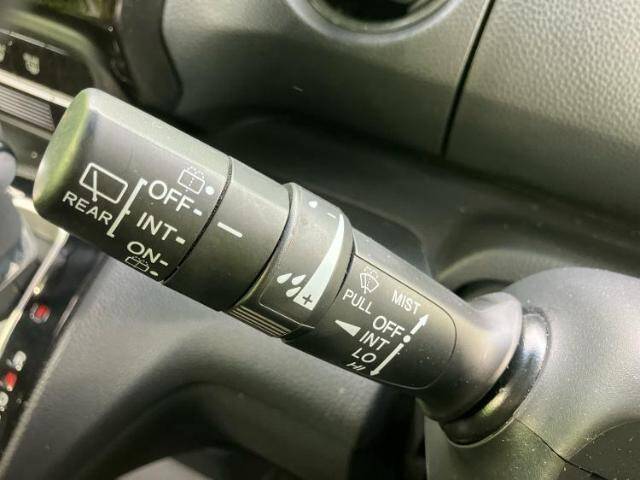 REAR
OFF
INT
ON
PULL
MIST
OFF
INT
LO
HI